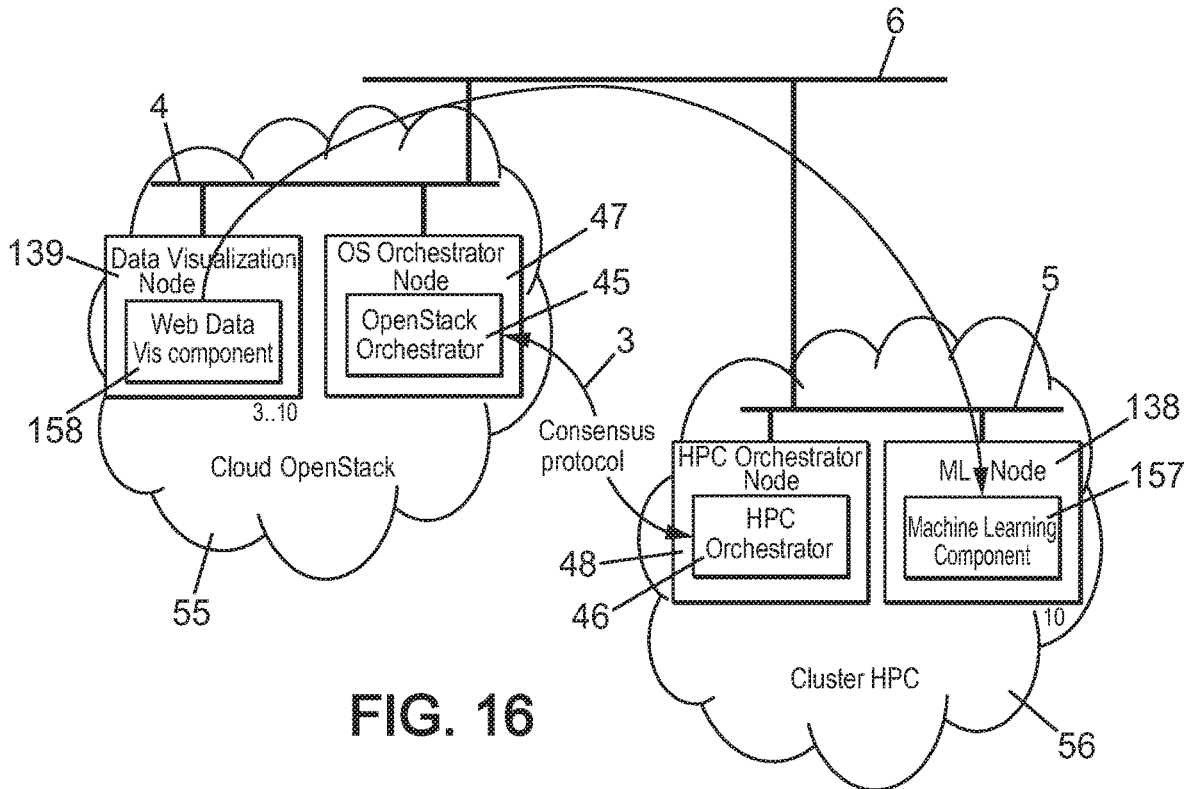 6
4
47
139
Data Visualization
Node
OS Orchestrator
Node
45
5
Web Data
Vis component
OpenStack
Orchestrator
3
138
158
3..10
Consensus
protocol
HPC Orchestrator
Node
ML Node
157
Cloud OpenStack
HPC
Orchestrator
Machine Learning
Component
48
55
46
10
Cluster HPC
FIG. 16
56